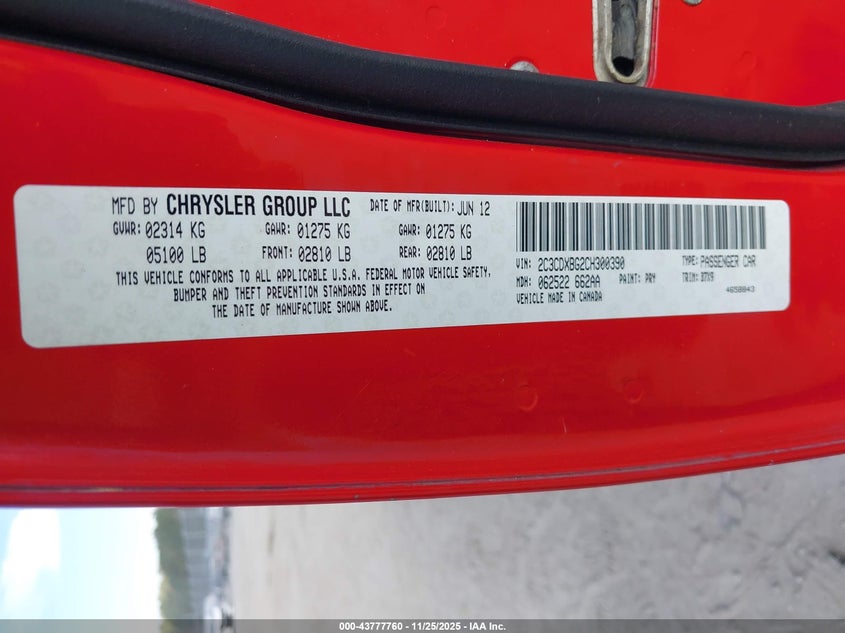 MFD BY CHRYSLER GROUP LLC DATE OF MFR(BUILT): JUN 12
GVWR: 02314 KG GAWR: 01275 KG GAWR: 01275 KG
05100 LB FRONT: 02810 LB REAR: 02810 LB
THIS VEHICLE CONFORMS TO ALL APPLICABLE U.S.A. FEDERAL MOTOR VEHICLE SAFETY,
BUMPER AND THEFT PREVENTION STANDARDS IN EFFECT ON
THE DATE OF MANUFACTURE SHOWN ABOVE.
VIN: 2C3CDXBG2CH300390 TYPE: PASSENGER CAR
MDH: 062522 662AA PAINT: PRY TRIM: B7X9
VEHICLE MADE IN CANADA 4658843
000-43777760 — 11/25/2025 — IAA Inc.